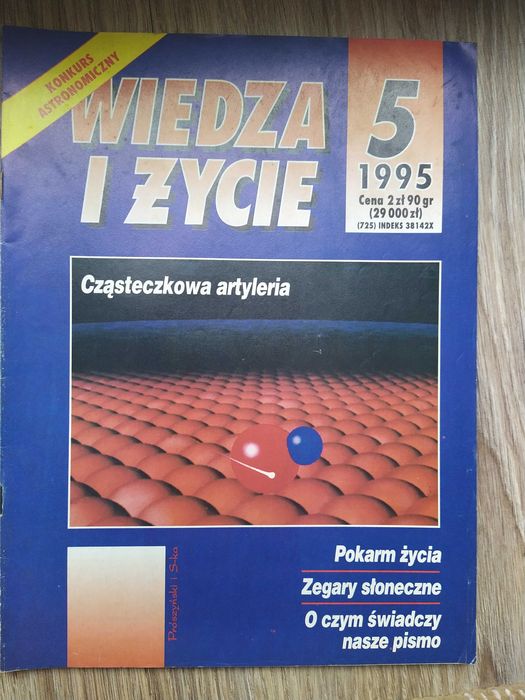 KONKURS
ASTRONOMICZNY
WIEDZA
I ŻYCIE
5
1995
Cena 2 zł 90 gr
(29 000 zł)
(725) INDEKS 38142X
Cząsteczkowa artyleria
Prószyński i S-ka
Pokarm życia
Zegary słoneczne
O czym świadczy
nasze pismo